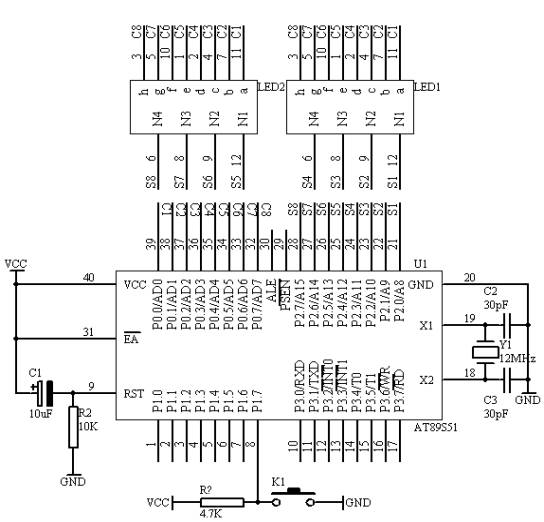 C8 C7 C6 C5 C2 C4 C3 C2 C1
3 5 10 1 2 4 7 11
h g f e d c b a
LED2
N4 N3 N2 N1
6 8 9 12
S8 S7 S6 S5
C8 C7 C6 C5 C2 C4 C3 C2 C1
3 5 10 1 2 4 7 11
h g f e d c b a
LED1
N4 N3 N2 N1
6 8 9 12
S4 S3 S2 S1
C1 C2 C3 C4 C5 C6 C7 C8
S8 S7 S6 S5 S4 S3 S2 S1
39 38 37 36 35 34 33 32 30 29 28 27 26 25 24 23 22 21
VCC
U1
40 VCC
P0.0/AD0
P0.1/AD1
P0.2/AD2
P0.3/AD3
P0.4/AD4
P0.5/AD5
P0.6/AD6
P0.7/AD7
ALE
PSEN
P2.7/A15
P2.6/A14
P2.5/A13
P2.4/A12
P2.3/A11
P2.2/A10
P2.1/A9
P2.0/A8
GND 20
C2
30pF
31 EA
X1 19
Y1
12MHz
C1
10uF
9 RST
X2 18
C3
30pF
GND
R2
10K
GND
P1.0
P1.1
P1.2
P1.3
P1.4
P1.5
P1.6
P1.7
P3.0/RXD
P3.1/TXD
P3.2/INT0
P3.3/INT1
P3.4/T0
P3.5/T1
P3.6/WR
P3.7/RD
AT89S51
1 2 3 4 5 6 7 8 10 11 12 13 14 15 16 17
VCC
R?
4.7K
K1
GND